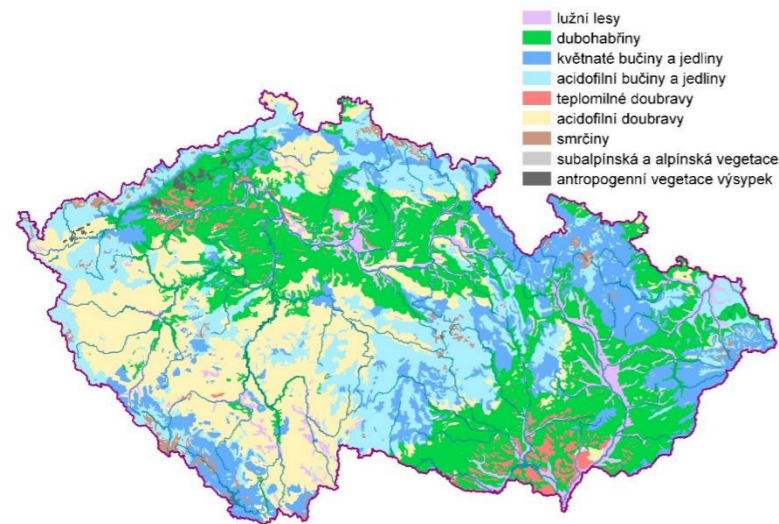 lužní lesy
dubohabřiny
květnaté bučiny a jedliny
acidofilní bučiny a jedliny
teplomilné doubravy
acidofilní doubravy
smrčiny
subalpínská a alpínská vegetace
antropogenní vegetace výsypek